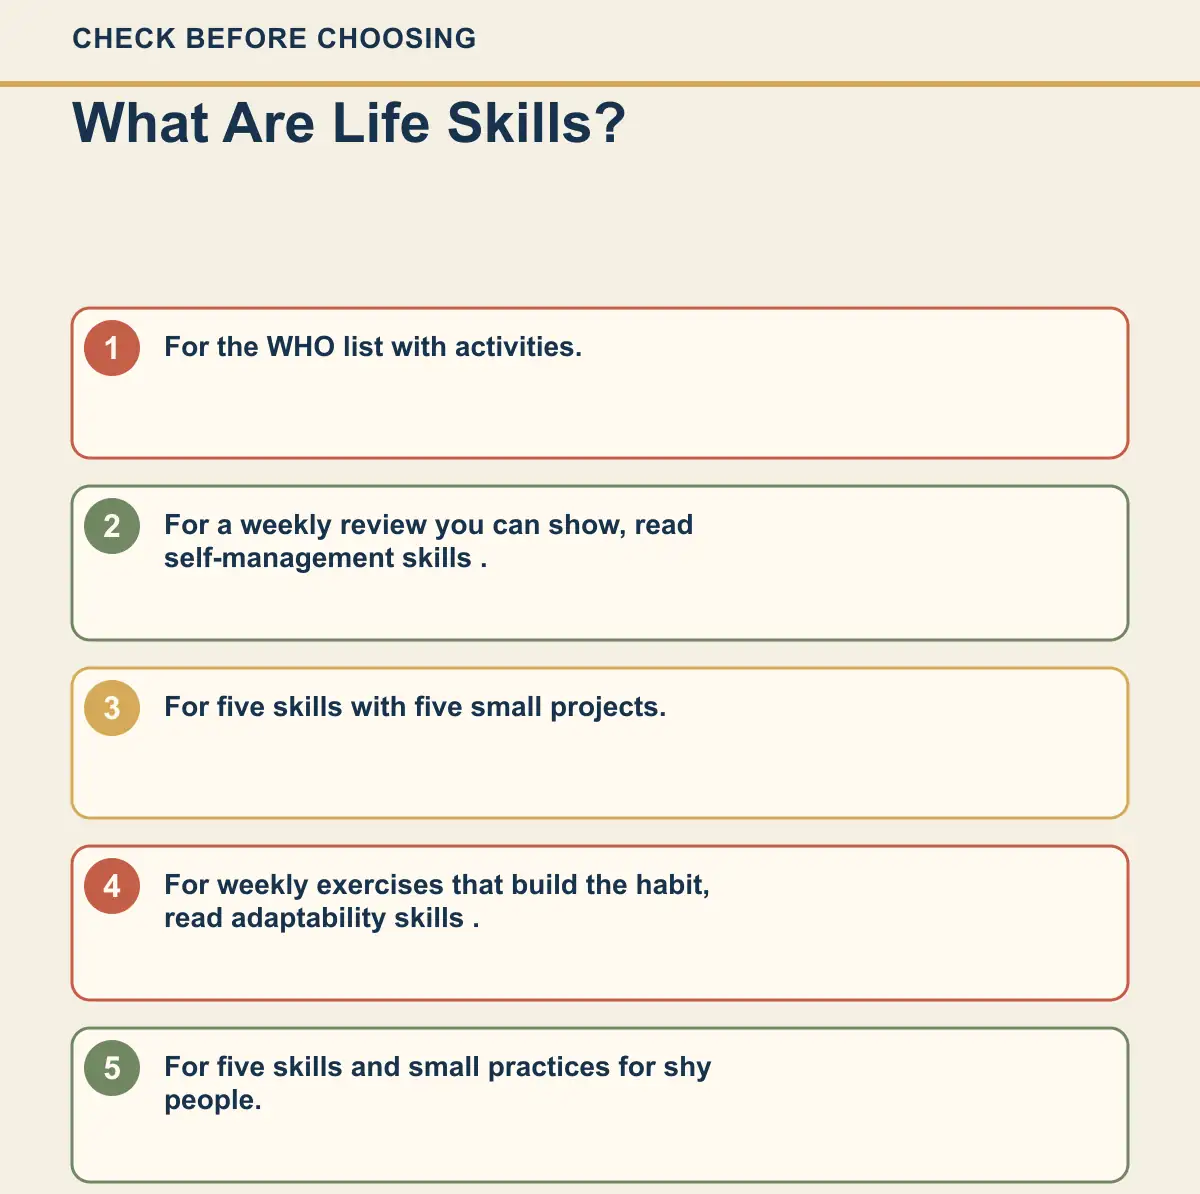 CHECK BEFORE CHOOSING
What Are Life Skills?
1
For the WHO list with activities.
2
For a weekly review you can show, read
self-management skills .
3
For five skills with five small projects.
4
For weekly exercises that build the habit,
read adaptability skills .
5
For five skills and small practices for shy
people.